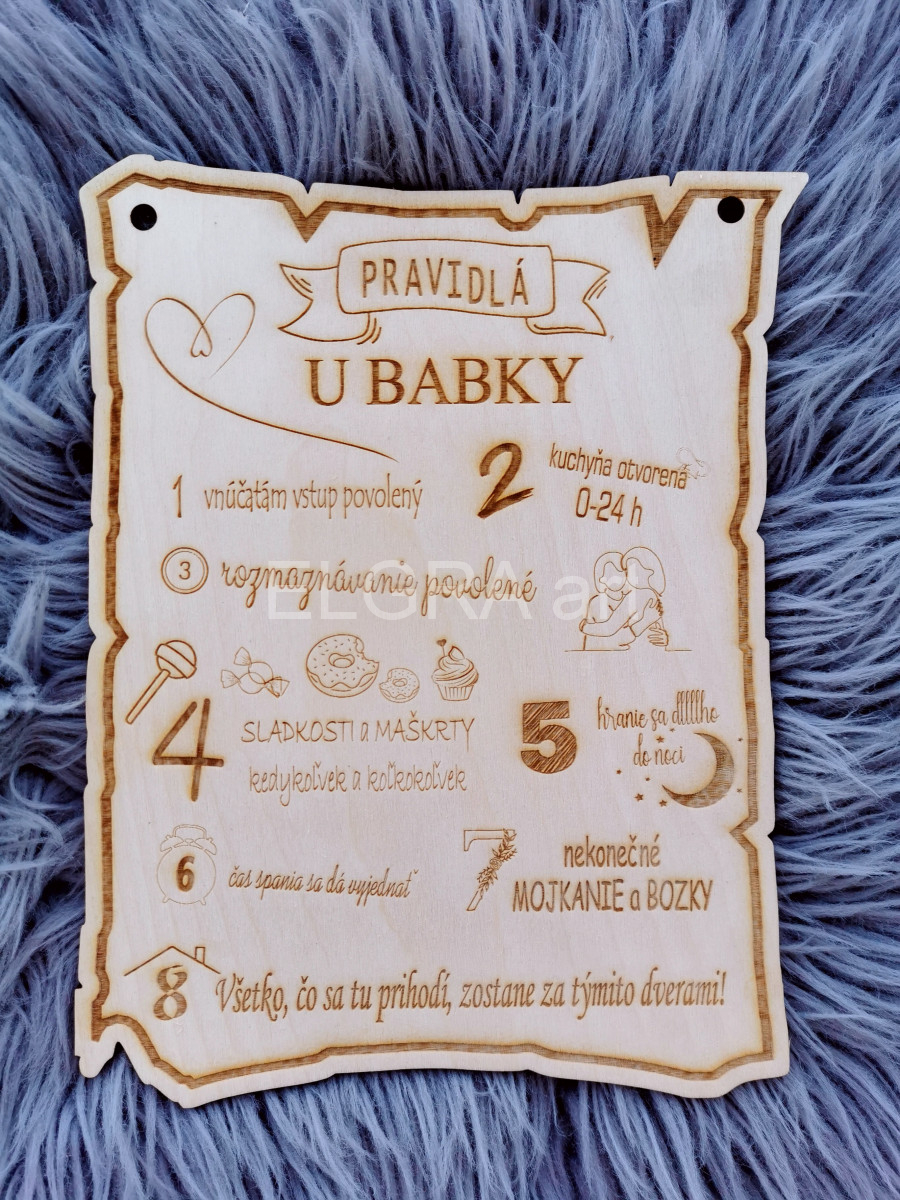 PRAVIDLÁ
U BABKY
1 vnúčatám vstup povolený
2 kuchyňa otvorená
0-24 h
3 rozmaznávanie povolené
ELGRA art
4 SLADKOSTI a MAŠKRTY
kedykoľvek a koľkokoľvek
5 hranie sa dlllllho
do noci
6 čas spania sa dá vyjednať
7 nekonečné
MOJKANIE a BOZKY
8 Všetko, čo sa tu prihodí, zostane za týmito dverami!